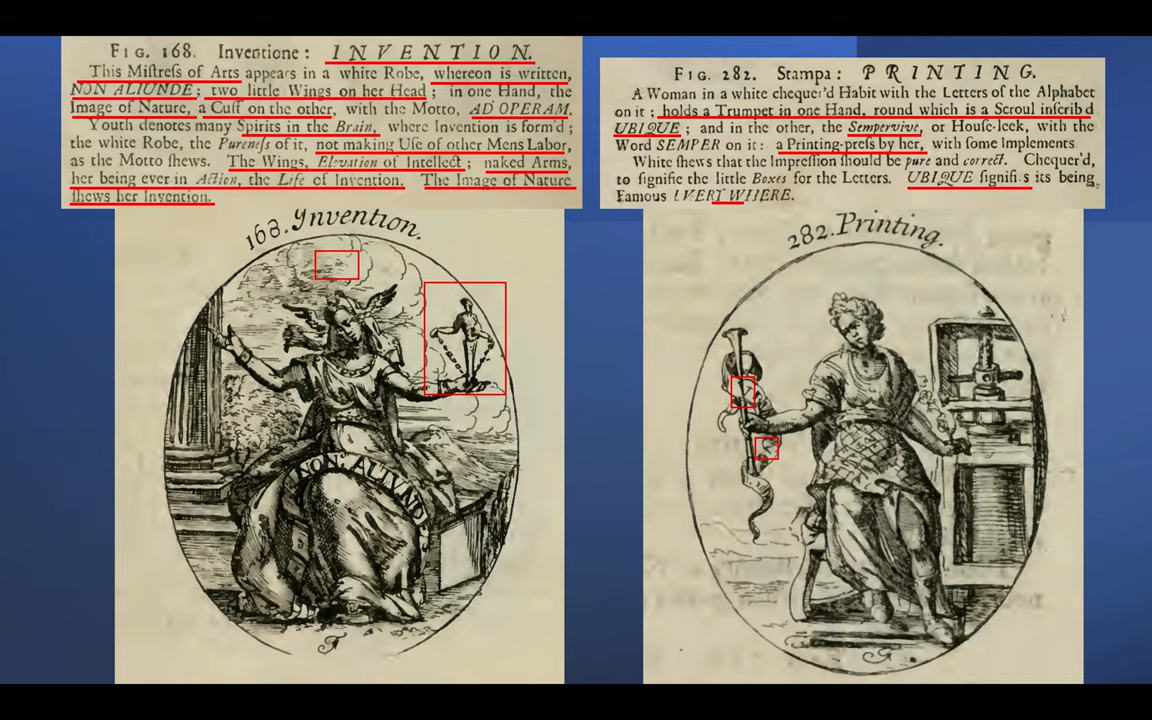 FIG. 168. Inventione: INVENTION.
This Miſtreſs of Arts appears in a white Robe, whereon is written,
NON ALIUNDE; two little Wings on her Head; in one Hand, the
Image of Nature, a Cuff on the other, with the Motto, AD OPERAM.
Youth denotes many Spirits in the Brain, where Invention is form'd;
the white Robe, the Pureneſs of it, not making Uſe of other Mens Labor,
as the Motto ſhews. The Wings, Elevation of Intellect; naked Arms,
her being ever in Action, the Life of Invention. The Image of Nature
ſhews her Invention.
168. Invention.
NON ALIVNDE
FIG. 282. Stampa: PRINTING.
A Woman in a white chequer'd Habit with the Letters of the Alphabet
on it; holds a Trumpet in one Hand, round which is a Scroul inſcrib'd
UBIQUE; and in the other, the Sempervive, or Houſe-leek, with the
Word SEMPER on it: a Printing-preſs by her, with ſome Implements
White ſhews that the Impreſſion ſhould be pure and correct. Chequer'd,
to ſignifie the little Boxes for the Letters. UBIQUE ſignifi.s its being
Famous EVERY WHERE.
282. Printing.